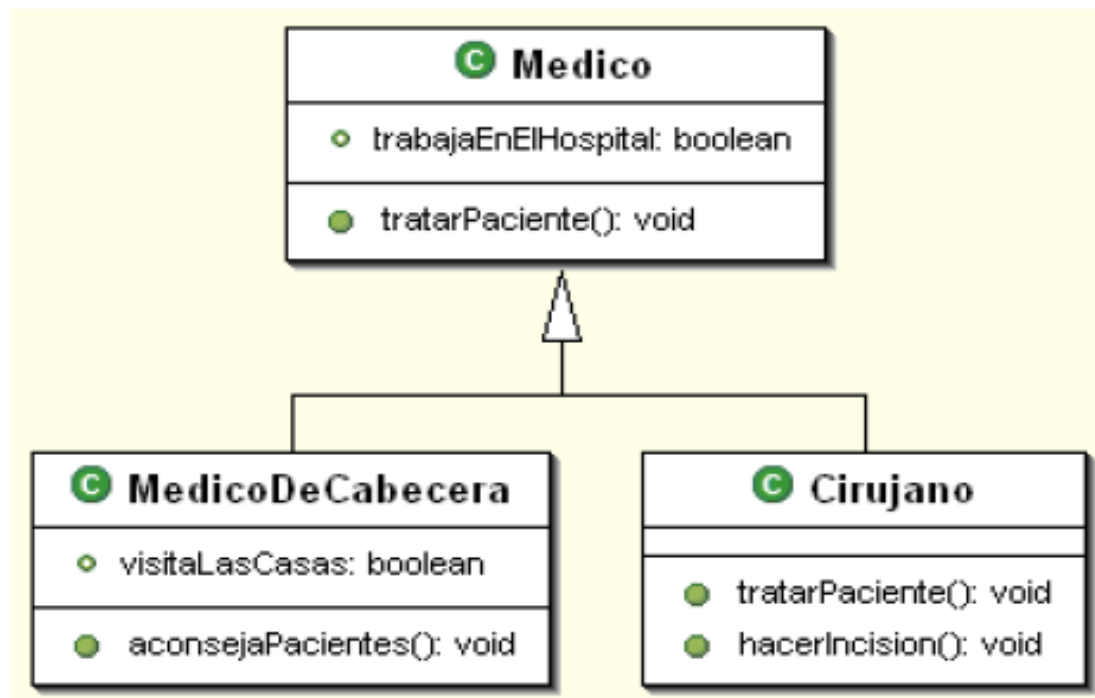 C Medico
trabajaEnElHospital: boolean
tratarPaciente(): void
C MedicoDeCabecera
visitaLasCasas: boolean
aconsejaPacientes(): void
C Cirujano
tratarPaciente(): void
hacerIncision(): void